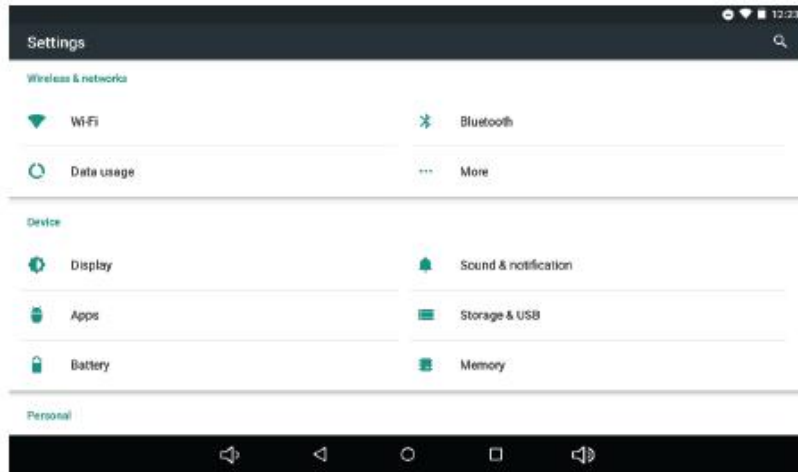 12:23
Settings
Wireless & networks
Wi-Fi Bluetooth
Data usage More
Device
Display Sound & notification
Apps Storage & USB
Battery Memory
Personal